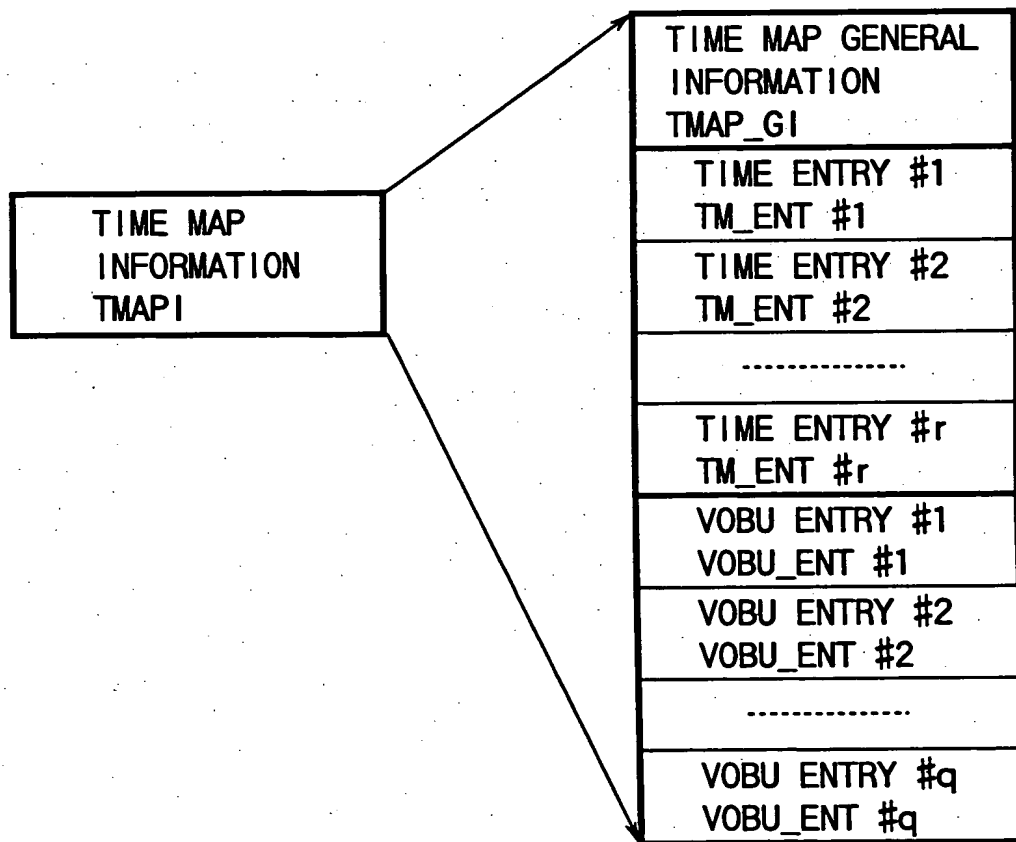 TIME MAP
INFORMATION
TMAPI
TIME MAP GENERAL
INFORMATION
TMAP_GI
TIME ENTRY #1
TM_ENT #1
TIME ENTRY #2
TM_ENT #2
TIME ENTRY #r
TM_ENT #r
VOBU ENTRY #1
VOBU_ENT #1
VOBU ENTRY #2
VOBU_ENT #2
VOBU ENTRY #q
VOBU_ENT #q